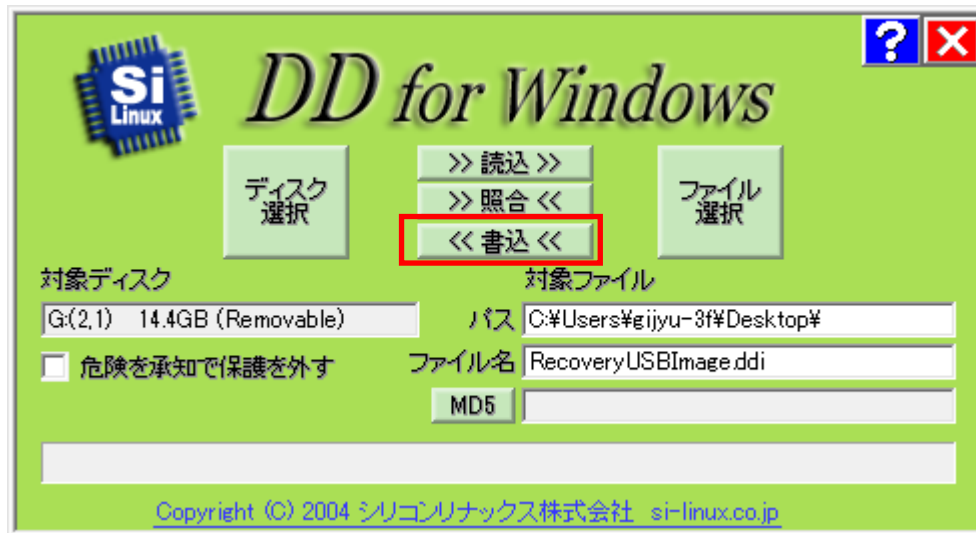 ?
Si
Linux
DD for Windows
ディスク
選択
>> 読込 >>
>> 照合 <<
<< 書込 <<
ファイル
選択
対象ディスク
対象ファイル
G:(2,1) 14.4GB (Removable)
パス C:¥Users¥gijyu-3f¥Desktop¥
危険を承知で保護を外す
ファイル名 RecoveryUSBImage.ddi
MD5
Copyright (C) 2004 シリコンリナックス株式会社 si-linux.co.jp